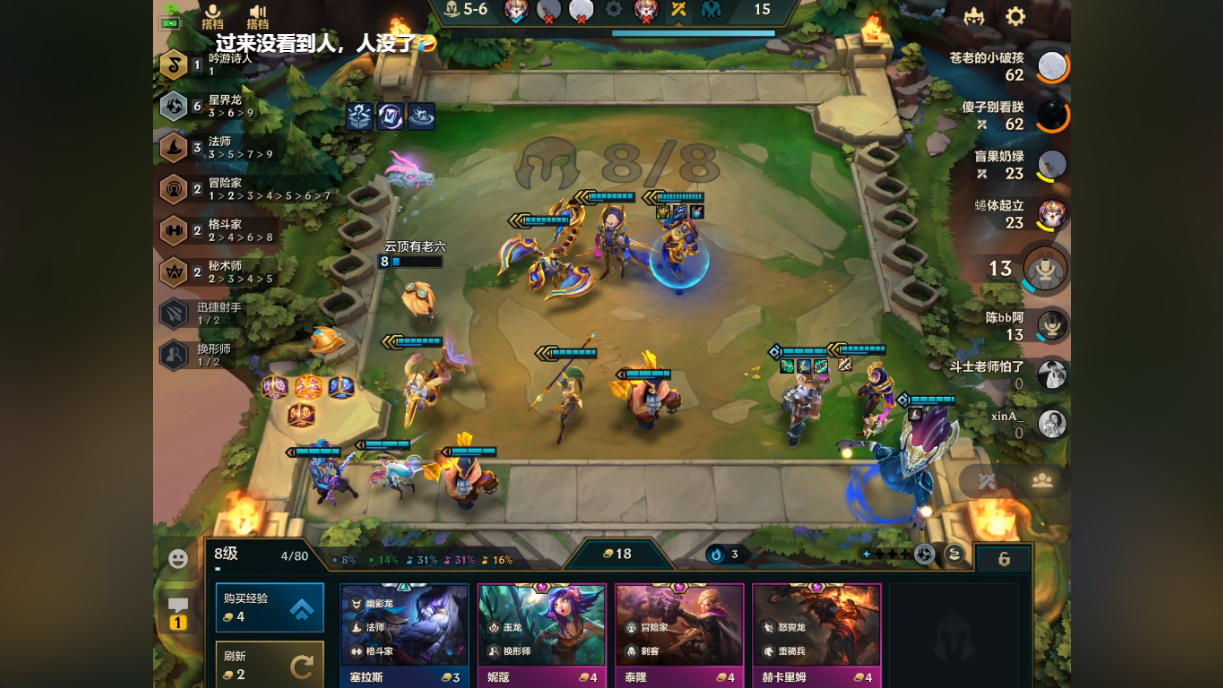 搭档
搭档
5-6
15
过来没看到人，人没了
1
吟游诗人
1
6
星界龙
3 > 6 > 9
3
法师
3 > 5 > 7 > 9
2
冒险家
1 > 2 > 3 > 4 > 5 > 6 > 7
2
格斗家
2 > 4 > 6 > 8
2
秘术师
2 > 3 > 4 > 5
迅捷射手
1 / 2
换形师
1 / 2
8/8
云顶有老六
8
苍老的小破孩
62
傻子别看朕
62
盲果奶绿
23
蜷体起立
23
13
陈bb阿
13
斗士老师怕了
0
xinA_
0
8级
4/80
8%
14%
31%
31%
16%
18
3
1
购买经验
4
刷新
2
幽影龙
法师
格斗家
塞拉斯
3
玉龙
换形师
妮蔻
4
冒险家
刺客
泰隆
4
怒翼龙
重骑兵
赫卡里姆
4